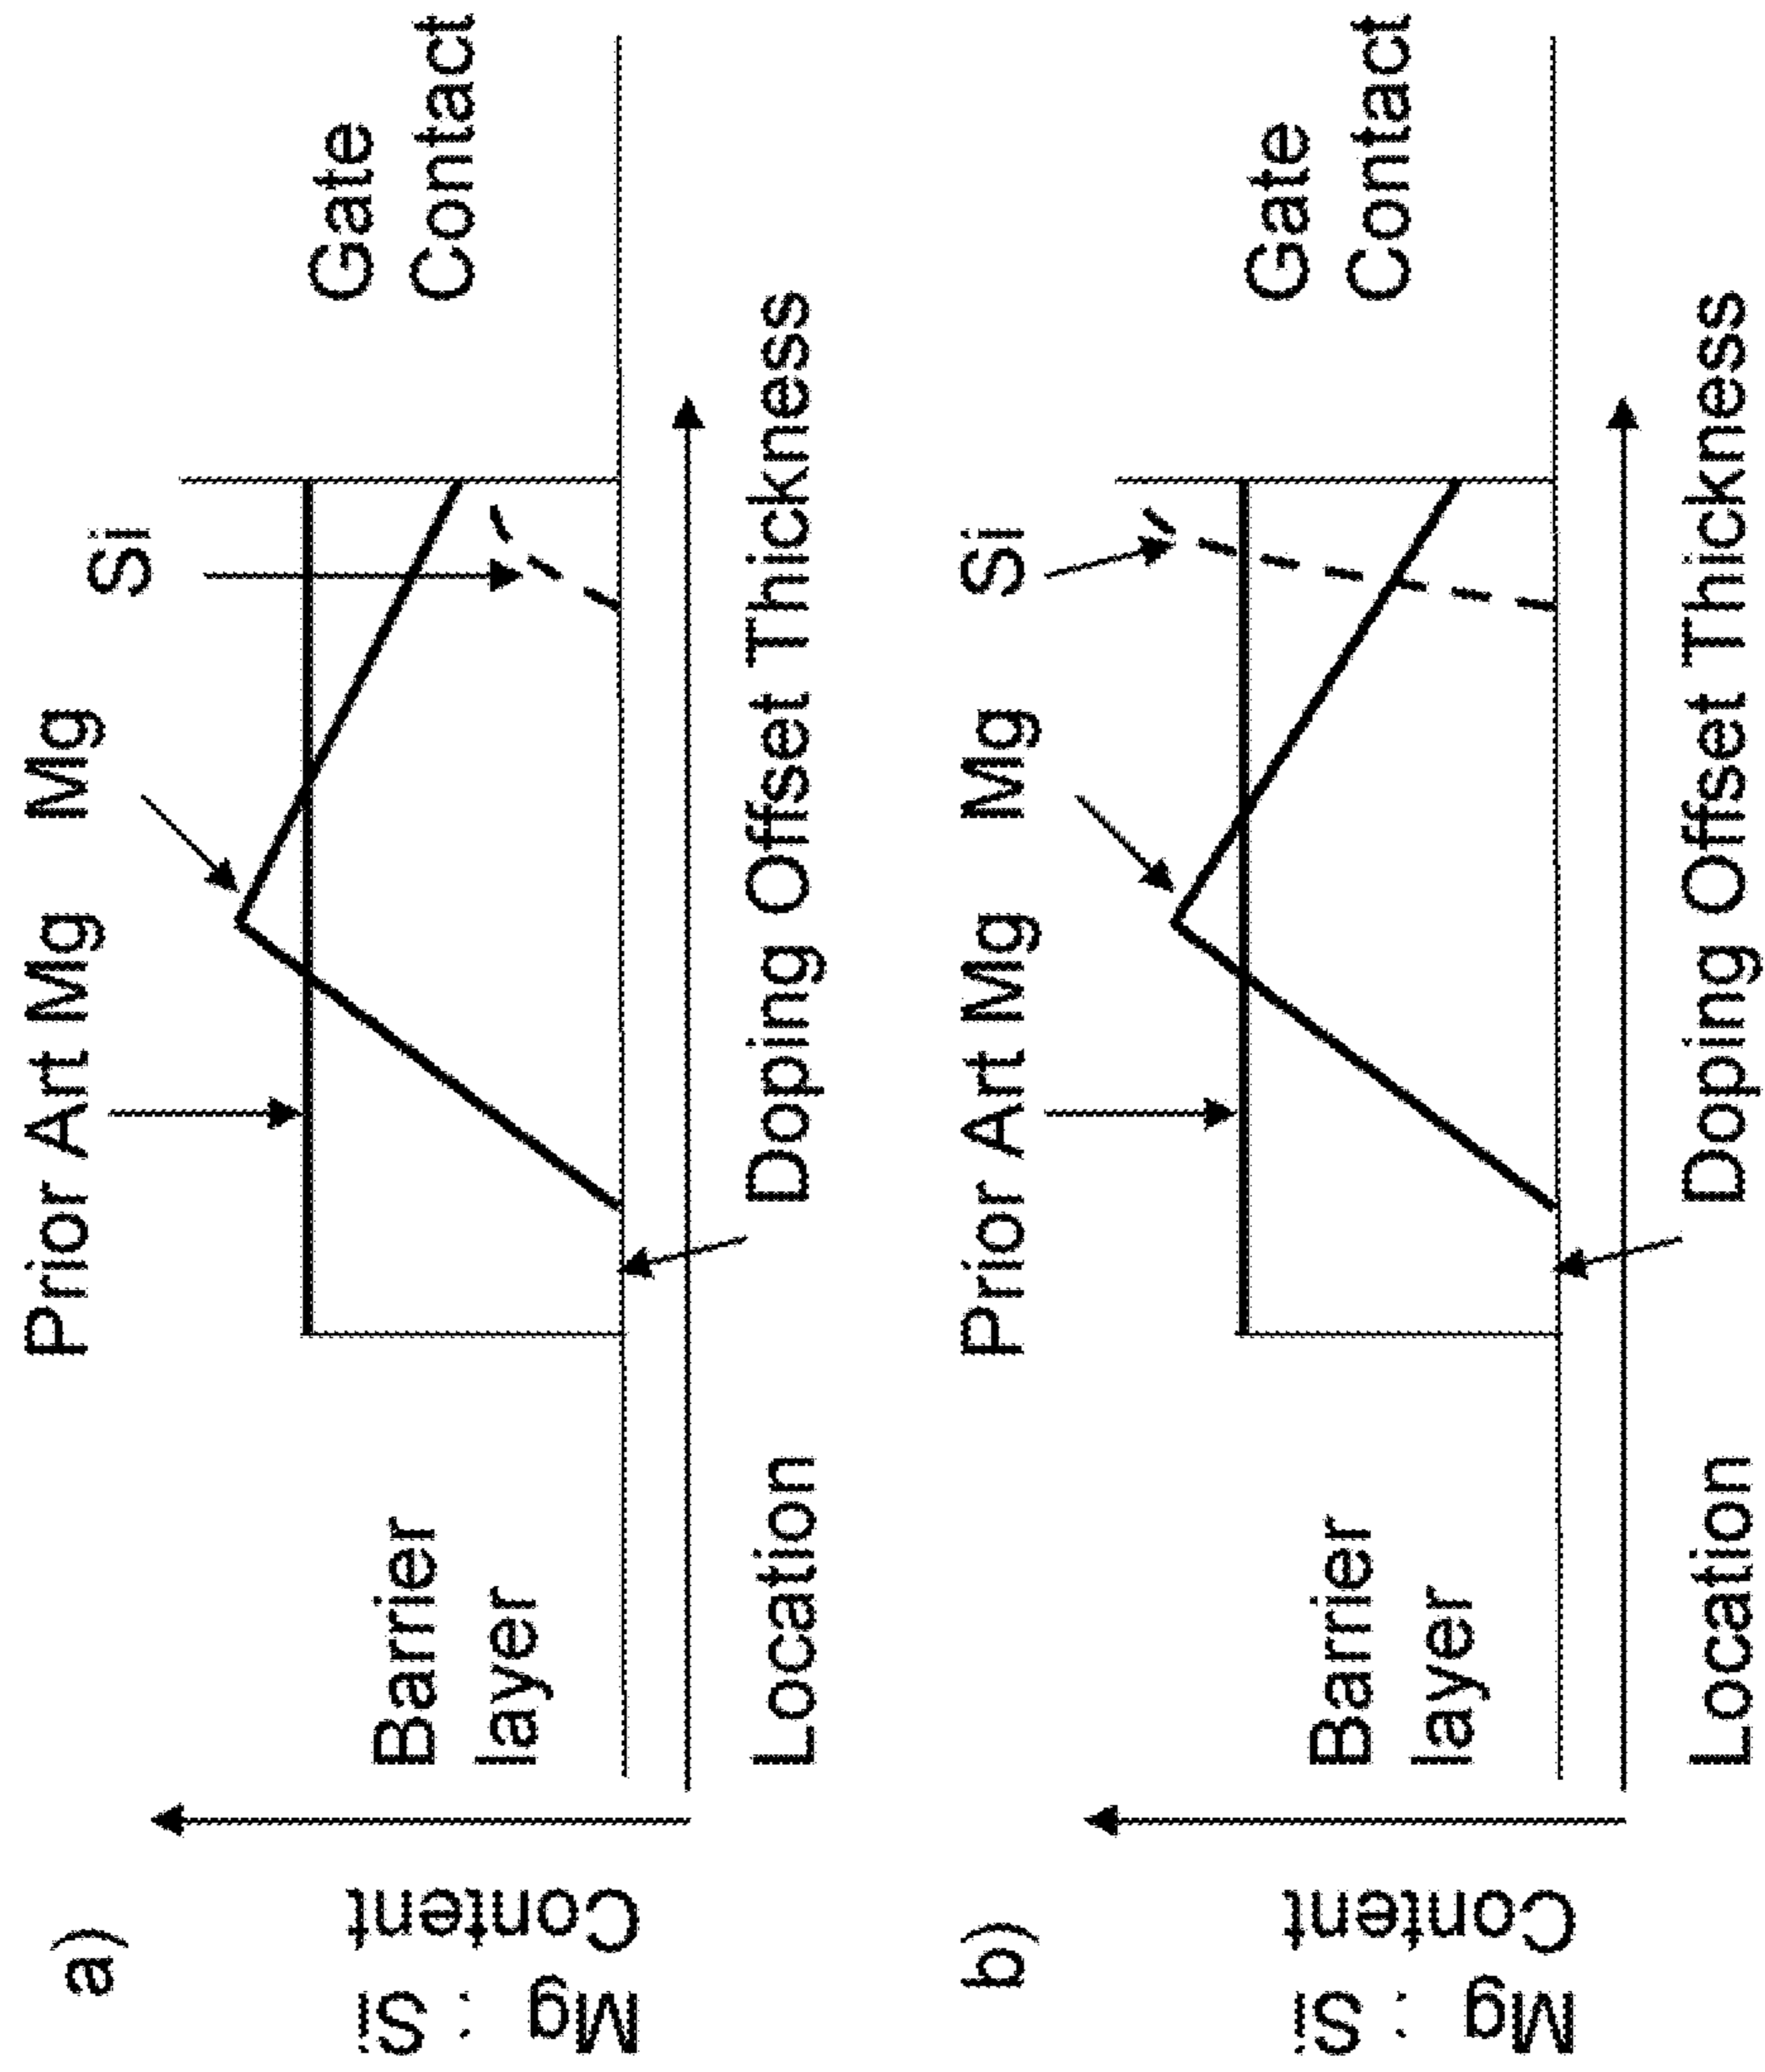 a)
Prior Art Mg
Mg
Si
Mg : Si
Content
Barrier
layer
Gate
Contact
Location
Doping Offset Thickness
b)
Prior Art Mg
Mg
Si
Mg : Si
Content
Barrier
layer
Gate
Contact
Location
Doping Offset Thickness